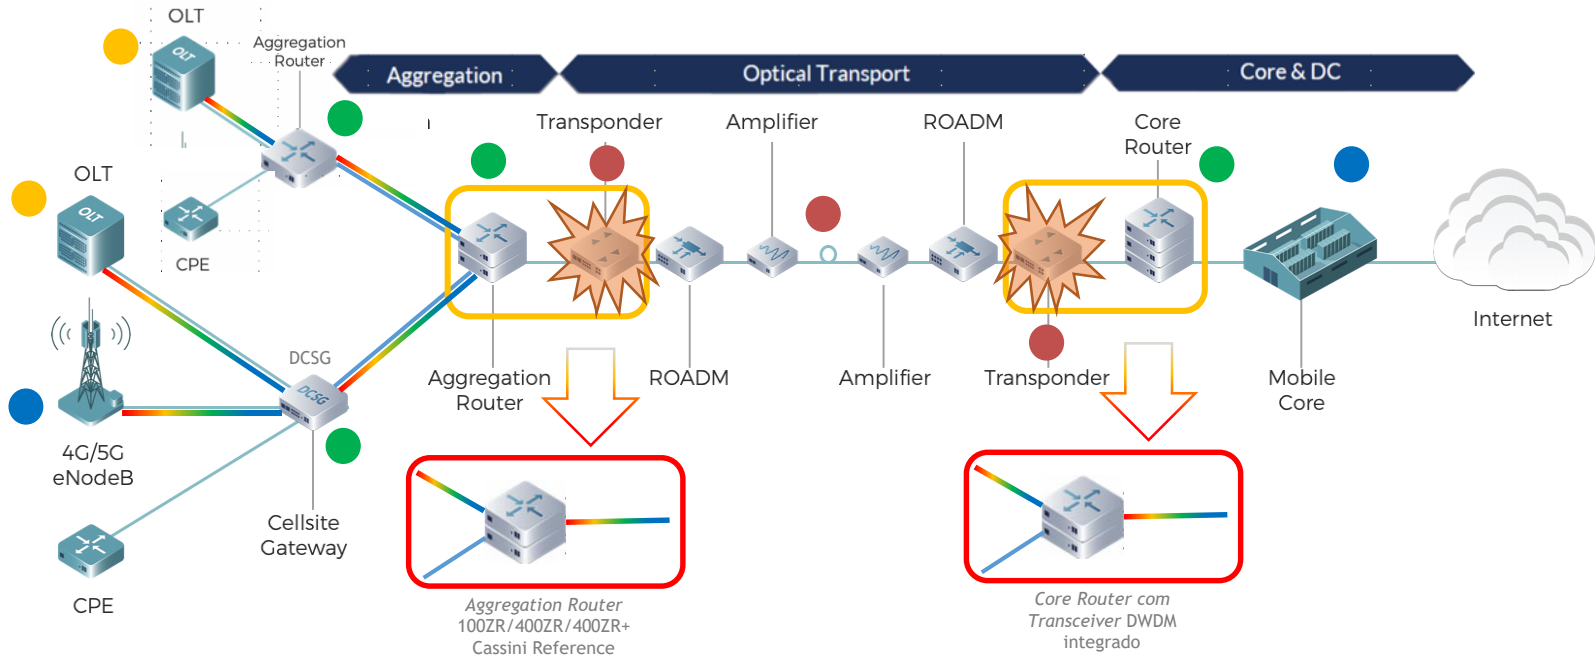 OLT
OLT
Aggregation
Router
Aggregation
Optical Transport
Core & DC
Transponder
Amplifier
ROADM
Core
Router
OLT
OLT
CPE
Internet
DCSG
DCSG
Aggregation
Router
ROADM
Amplifier
Transponder
Mobile
Core
4G/5G
eNodeB
Cellsite
Gateway
CPE
Aggregation Router
100ZR/400ZR/400ZR+
Cassini Reference
Core Router com
Transceiver DWDM
integrado